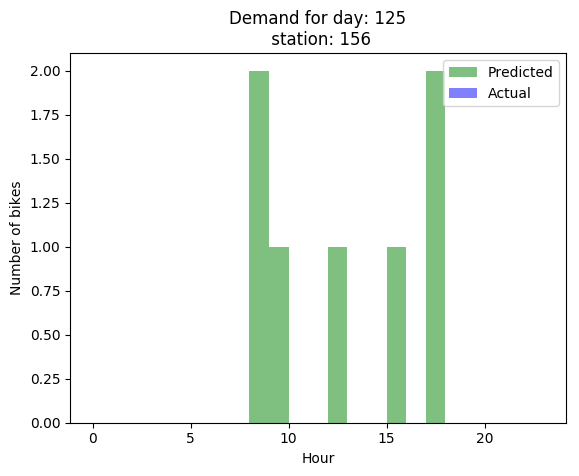 Demand for day: 125
station: 156
Predicted
Actual
Number of bikes
2.00
1.75
1.50
1.25
1.00
0.75
0.50
0.25
0.00
0 5 10 15 20
Hour